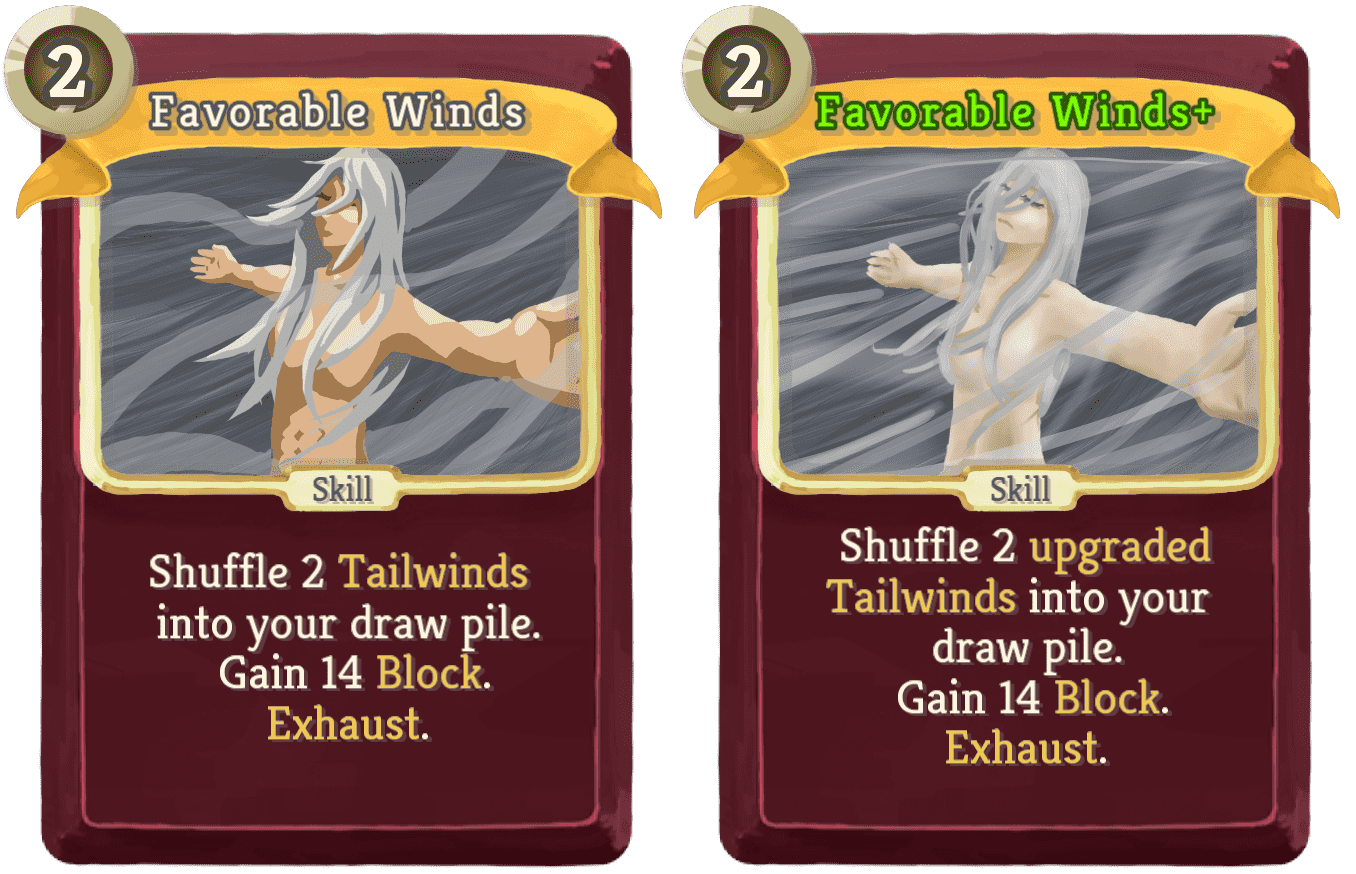 2
Favorable Winds
Skill
Shuffle 2 Tailwinds
into your draw pile.
Gain 14 Block.
Exhaust.
2
Favorable Winds+
Skill
Shuffle 2 upgraded
Tailwinds into your
draw pile.
Gain 14 Block.
Exhaust.